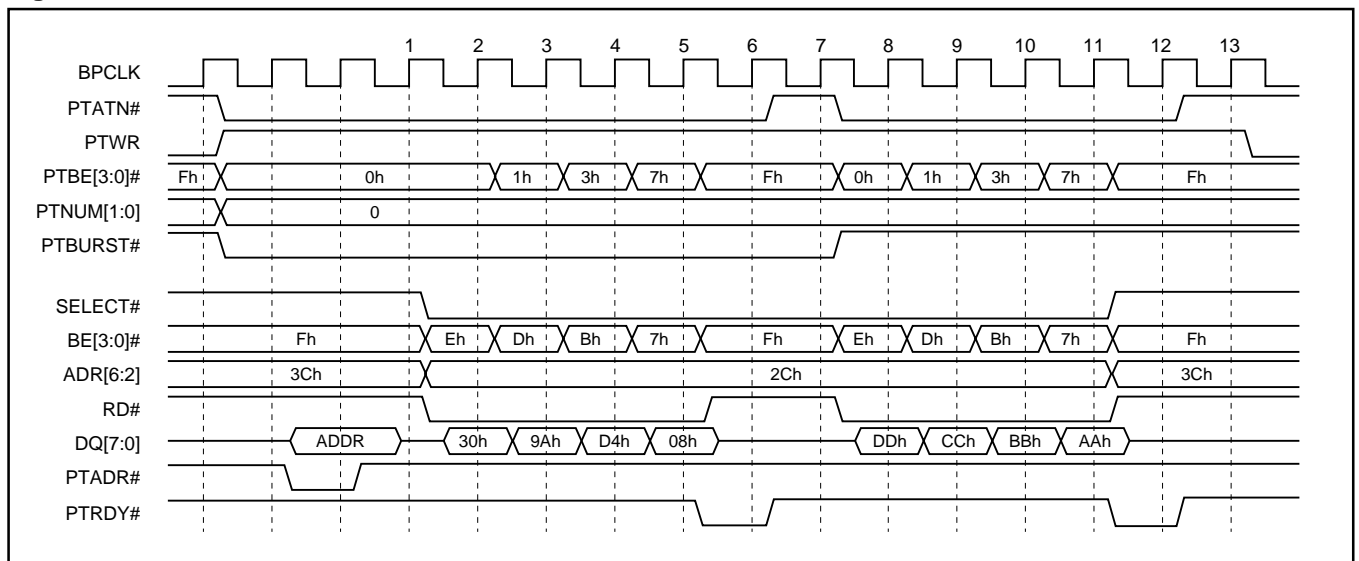 1 2 3 4 5 6 7 8 9 10 11 12 13
BPCLK
PTATN#
PTWR
PTBE[3:0]# Fh 0h 1h 3h 7h Fh 0h 1h 3h 7h Fh
PTNUM[1:0] 0
PTBURST#
SELECT#
BE[3:0]# Fh Eh Dh Bh 7h Fh Eh Dh Bh 7h Fh
ADR[6:2] 3Ch 2Ch 3Ch
RD#
DQ[7:0] ADDR 30h 9Ah D4h 08h DDh CCh BBh AAh
PTADR#
PTRDY#